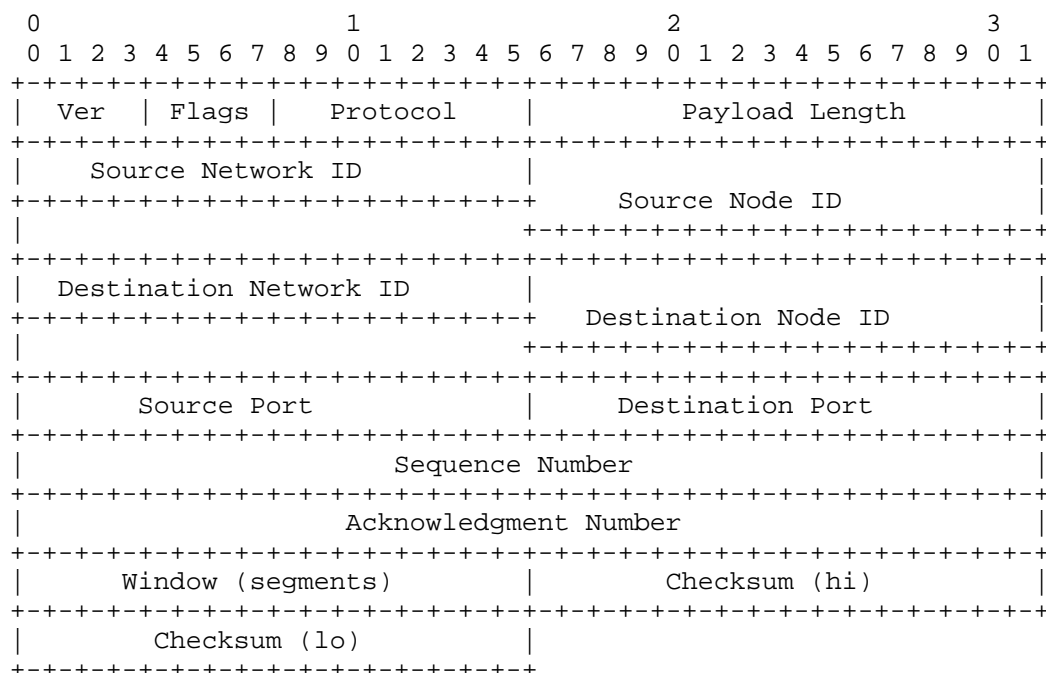 0                   1                   2                   3
 0 1 2 3 4 5 6 7 8 9 0 1 2 3 4 5 6 7 8 9 0 1 2 3 4 5 6 7 8 9 0 1
+-+-+-+-+-+-+-+-+-+-+-+-+-+-+-+-+-+-+-+-+-+-+-+-+-+-+-+-+-+-+-+-+
|  Ver  | Flags |   Protocol    |         Payload Length        |
+-+-+-+-+-+-+-+-+-+-+-+-+-+-+-+-+-+-+-+-+-+-+-+-+-+-+-+-+-+-+-+-+
|    Source Network ID          |                               |
+-+-+-+-+-+-+-+-+-+-+-+-+-+-+-+-+     Source Node ID            |
|                               +-+-+-+-+-+-+-+-+-+-+-+-+-+-+-+-+
+-+-+-+-+-+-+-+-+-+-+-+-+-+-+-+-+-+-+-+-+-+-+-+-+-+-+-+-+-+-+-+-+
|  Destination Network ID       |                               |
+-+-+-+-+-+-+-+-+-+-+-+-+-+-+-+-+   Destination Node ID         |
|                               +-+-+-+-+-+-+-+-+-+-+-+-+-+-+-+-+
+-+-+-+-+-+-+-+-+-+-+-+-+-+-+-+-+-+-+-+-+-+-+-+-+-+-+-+-+-+-+-+-+
|       Source Port             |     Destination Port          |
+-+-+-+-+-+-+-+-+-+-+-+-+-+-+-+-+-+-+-+-+-+-+-+-+-+-+-+-+-+-+-+-+
|                       Sequence Number                         |
+-+-+-+-+-+-+-+-+-+-+-+-+-+-+-+-+-+-+-+-+-+-+-+-+-+-+-+-+-+-+-+-+
|                    Acknowledgment Number                      |
+-+-+-+-+-+-+-+-+-+-+-+-+-+-+-+-+-+-+-+-+-+-+-+-+-+-+-+-+-+-+-+-+
|      Window (segments)        |        Checksum (hi)          |
+-+-+-+-+-+-+-+-+-+-+-+-+-+-+-+-+-+-+-+-+-+-+-+-+-+-+-+-+-+-+-+-+
|        Checksum (lo)          |
+-+-+-+-+-+-+-+-+-+-+-+-+-+-+-+-+